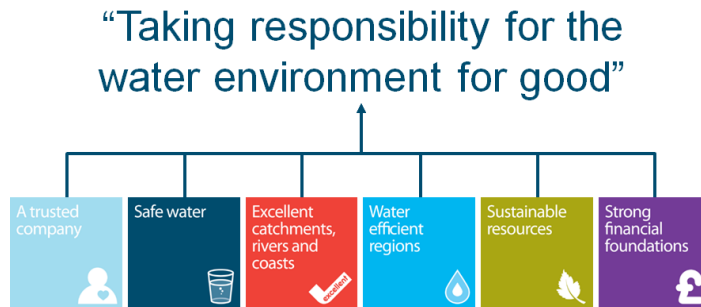 “Taking responsibility for the
water environment for good”
A trusted
company
Safe water
Excellent
catchments,
rivers and
coasts
excellent
Water
efficient
regions
Sustainable
resources
Strong
financial
foundations
£